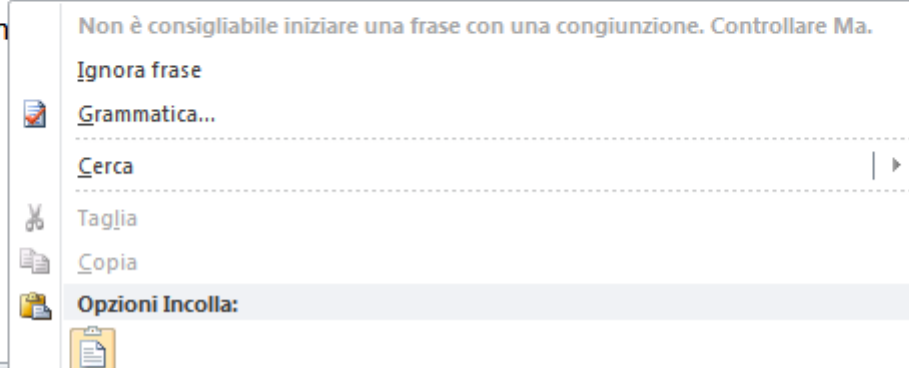 Non è consigliabile iniziare una frase con una congiunzione. Controllare Ma.
Ignora frase
Grammatica...
Cerca
Taglia
Copia
Opzioni Incolla: